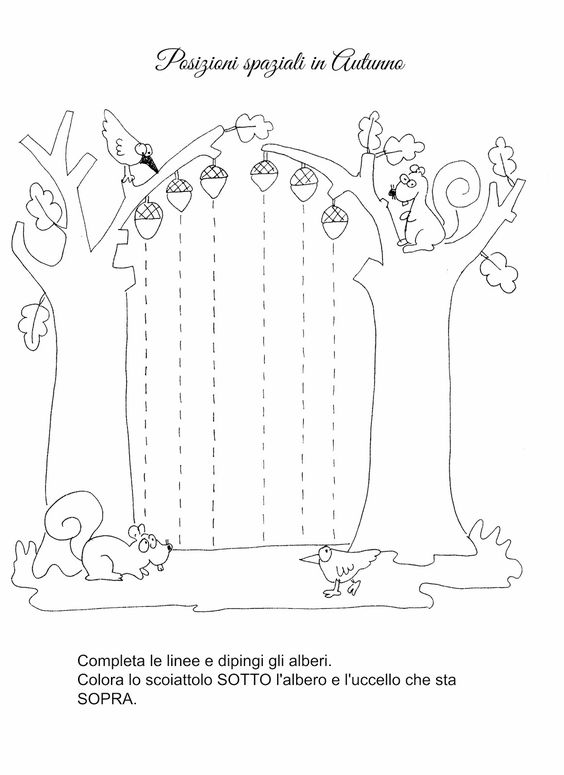 Posizioni spaziali in Autunno
Completa le linee e dipingi gli alberi.
Colora lo scoiattolo SOTTO l'albero e l'uccello che sta
SOPRA.